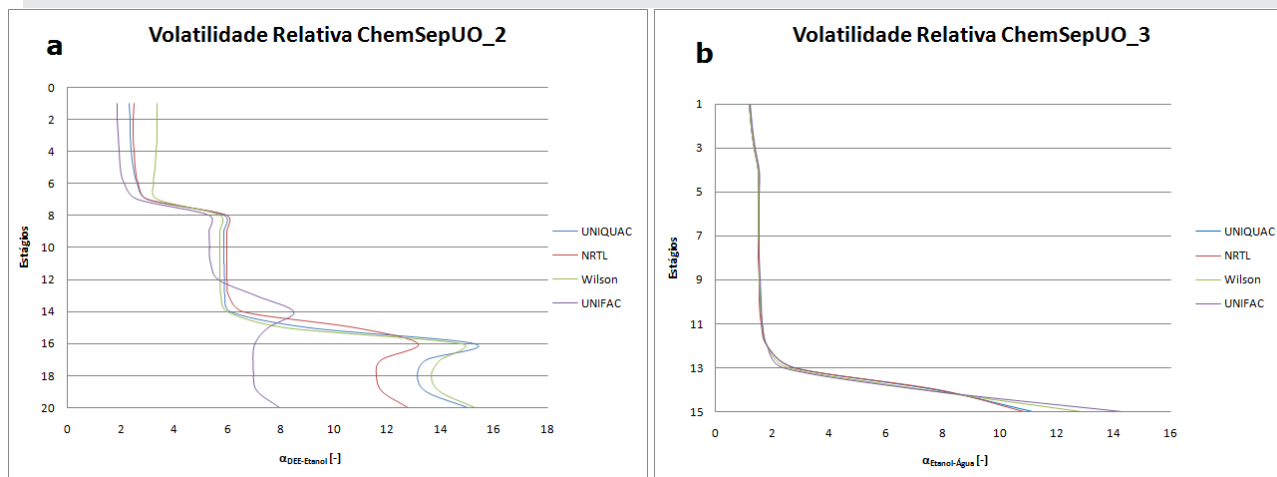 a
Volatilidade Relativa ChemSepUO_2
0
2
4
6
8
10
12
14
16
18
20
Estágios
0 2 4 6 8 10 12 14 16 18
αDEE-Etanol [-]
UNIQUAC
NRTL
Wilson
UNIFAC
b
Volatilidade Relativa ChemSepUO_3
1
3
5
7
9
11
13
15
Estágios
0 2 4 6 8 10 12 14 16
αEtanol-Água [-]
UNIQUAC
NRTL
Wilson
UNIFAC